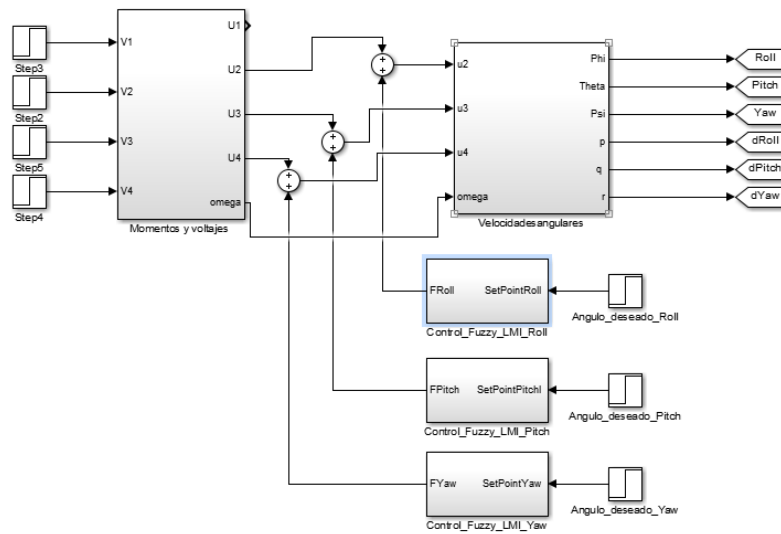 Step3
Step2
Step5
Step4
V1
V2
V3
V4
U1
U2
U3
U4
omega
Momentos y voltajes
+
+
+
+
+
+
u2
u3
u4
omega
Phi
Theta
Psi
p
q
r
Velocidadesangulares
Roll
Pitch
Yaw
dRoll
dPitch
dYaw
FRoll SetPointRoll
Control_Fuzzy_LMI_Roll
Angulo_deseado_Roll
FPitch SetPointPitchl
Control_Fuzzy_LMI_Pitch
Angulo_deseado_Pitch
FYaw SetPointYaw
Control_Fuzzy_LMI_Yaw
Angulo_deseado_Yaw